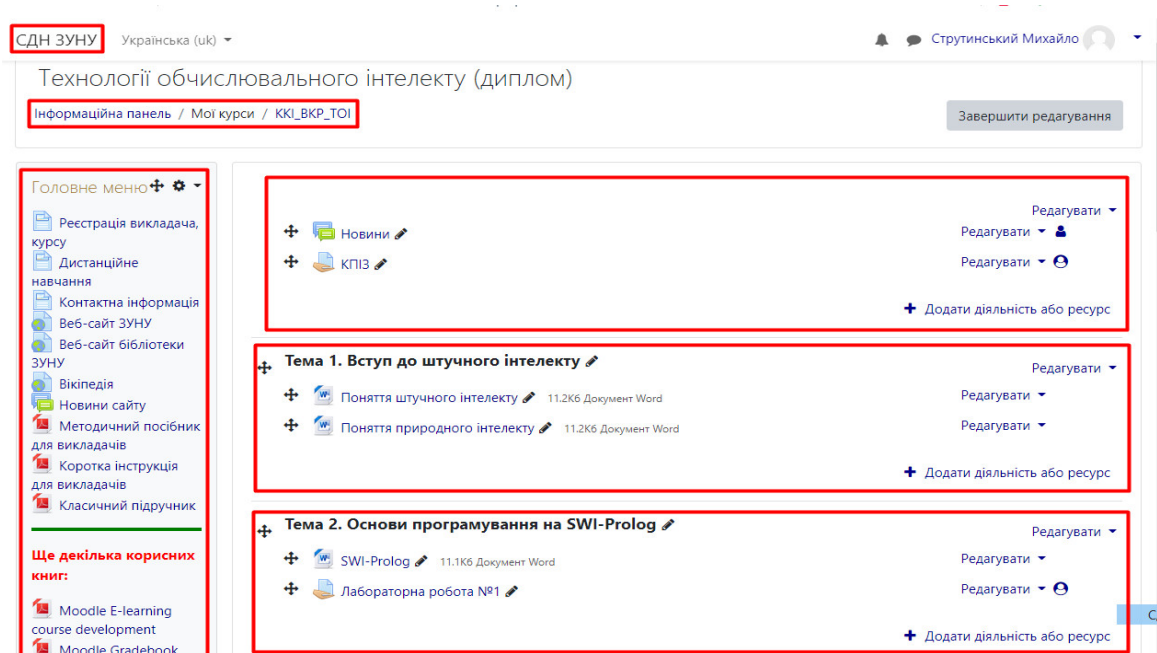 СДН ЗУНУ Українська (uk)
Струтинський Михайло
Технології обчислювального інтелекту (диплом)
Інформаційна панель / Мої курси / ККІ_ВКР_ТОІ
Завершити редагування
Головне меню
Реєстрація викладача,
курсу
Дистанційне
навчання
Контактна інформація
Веб-сайт ЗУНУ
Веб-сайт бібліотеки
ЗУНУ
Вікіпедія
Новини сайту
Методичний посібник
для викладачів
Коротка інструкція
для викладачів
Класичний підручник
Ще декілька корисних
книг:
Moodle E-learning
course development
Moodle Gradebook
Редагувати
Новини Редагувати
КПІЗ Редагувати
Додати діяльність або ресурс
Тема 1. Вступ до штучного інтелекту
Редагувати
Поняття штучного інтелекту 11.2Кб Документ Word Редагувати
Поняття природного інтелекту 11.2Кб Документ Word Редагувати
Додати діяльність або ресурс
Тема 2. Основи програмування на SWI-Prolog
Редагувати
SWI-Prolog 11.1Кб Документ Word Редагувати
Лабораторна робота №1 Редагувати
Додати діяльність або ресурс